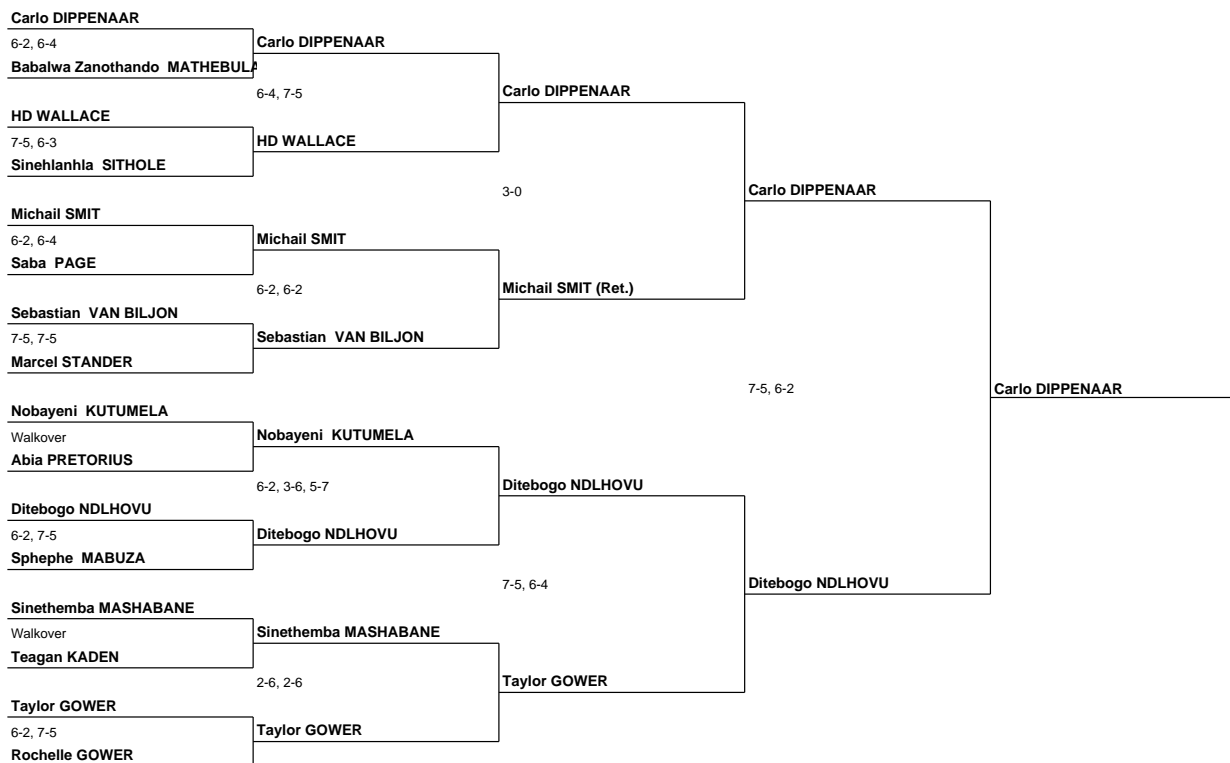 Carlo DIPPENAAR
6-2, 6-4
Carlo DIPPENAAR
Babalwa Zanothando MATHEBULA
6-4, 7-5
Carlo DIPPENAAR
HD WALLACE
7-5, 6-3
HD WALLACE
Sinehlanhla SITHOLE
3-0
Carlo DIPPENAAR
Michail SMIT
6-2, 6-4
Michail SMIT
Saba PAGE
6-2, 6-2
Michail SMIT (Ret.)
Sebastian VAN BILJON
7-5, 7-5
Sebastian VAN BILJON
Marcel STANDER
7-5, 6-2
Carlo DIPPENAAR
Nobayeni KUTUMELA
Walkover
Nobayeni KUTUMELA
Abia PRETORIUS
6-2, 3-6, 5-7
Ditebogo NDLHOVU
Ditebogo NDLHOVU
6-2, 7-5
Ditebogo NDLHOVU
Sphephe MABUZA
7-5, 6-4
Ditebogo NDLHOVU
Sinethemba MASHABANE
Walkover
Sinethemba MASHABANE
Teagan KADEN
2-6, 2-6
Taylor GOWER
Taylor GOWER
6-2, 7-5
Taylor GOWER
Rochelle GOWER